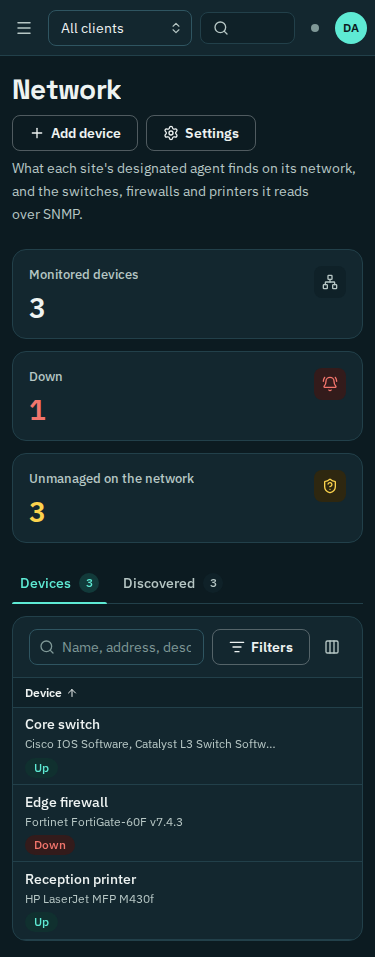 All clients
DA
Network
Add device
Settings
What each site's designated agent finds on its network,
and the switches, firewalls and printers it reads
over SNMP.
Monitored devices
3
Down
1
Unmanaged on the network
3
Devices 3 Discovered 3
Name, address, desc
Filters
Device
Core switch
Cisco IOS Software, Catalyst L3 Switch Softw...
Up
Edge firewall
Fortinet FortiGate-60F v7.4.3
Down
Reception printer
HP LaserJet MFP M430f
Up